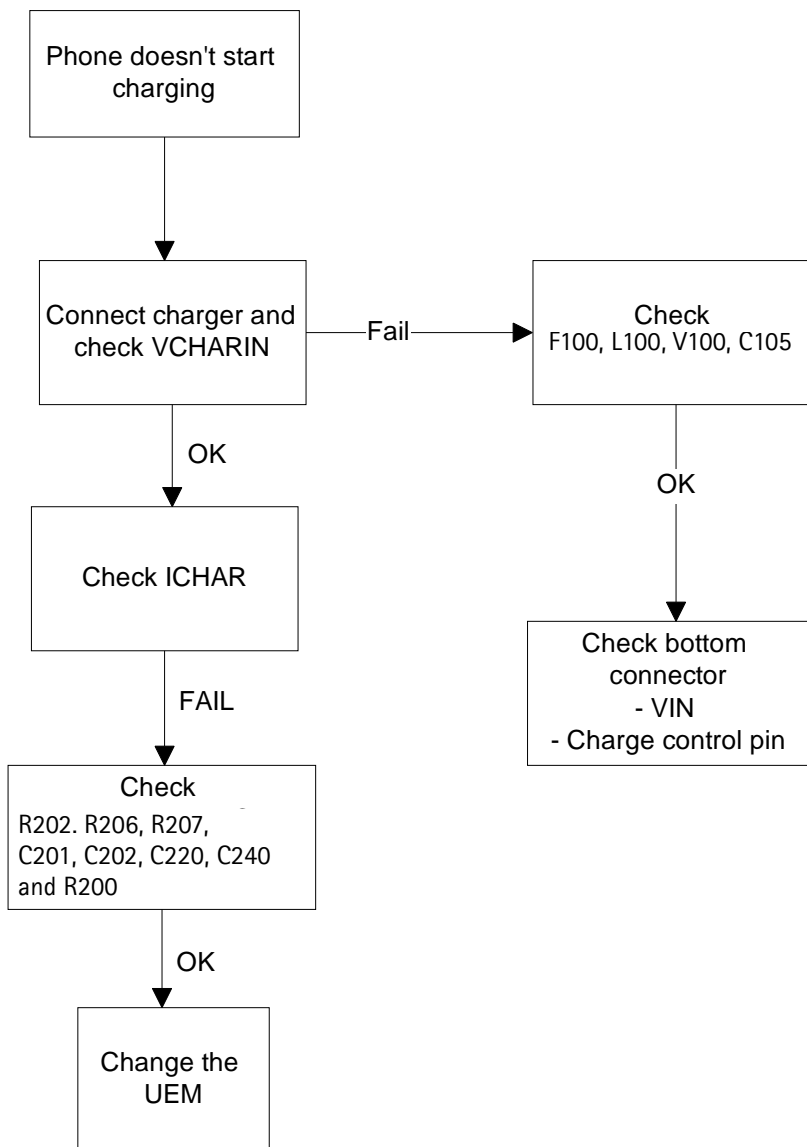 Phone doesn't start
charging
Connect charger and
check VCHARIN
Fail
Check
F100, L100, V100, C105
OK
OK
Check ICHAR
Check bottom
connector
- VIN
- Charge control pin
FAIL
Check
R202. R206, R207,
C201, C202, C220, C240
and R200
OK
Change the
UEM